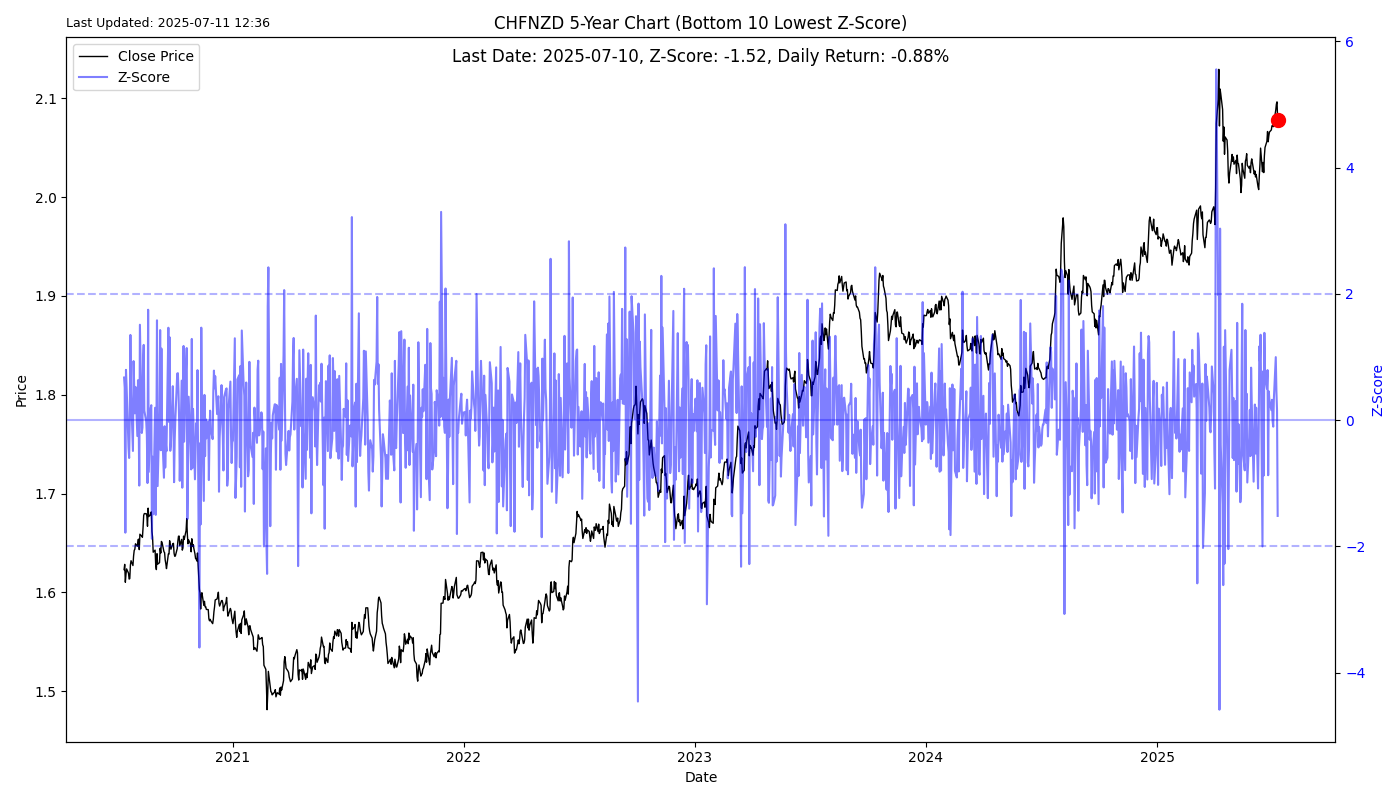 Last Updated: 2025-07-11 12:36
CHFNZD 5-Year Chart (Bottom 10 Lowest Z-Score)
Last Date: 2025-07-10, Z-Score: -1.52, Daily Return: -0.88%
Close Price
Z-Score
Price
2.1
2.0
1.9
1.8
1.7
1.6
1.5
6
4
2
0
−2
−4
Z-Score
2021
2022
2023
2024
2025
Date